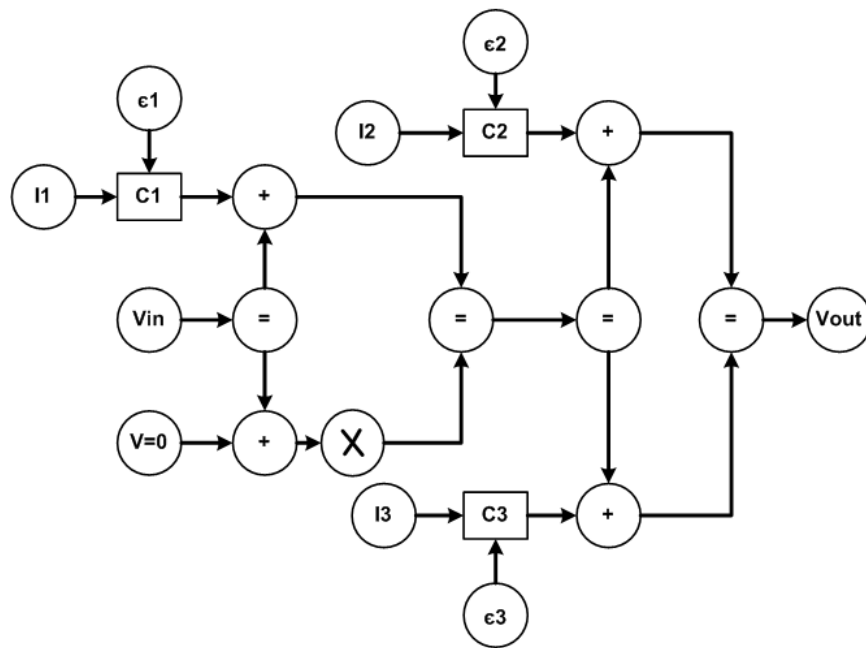 ϵ2
ϵ1
I2
C2
+
I1
C1
+
Vin
=
=
=
=
Vout
V=0
+
X
I3
C3
+
ϵ3